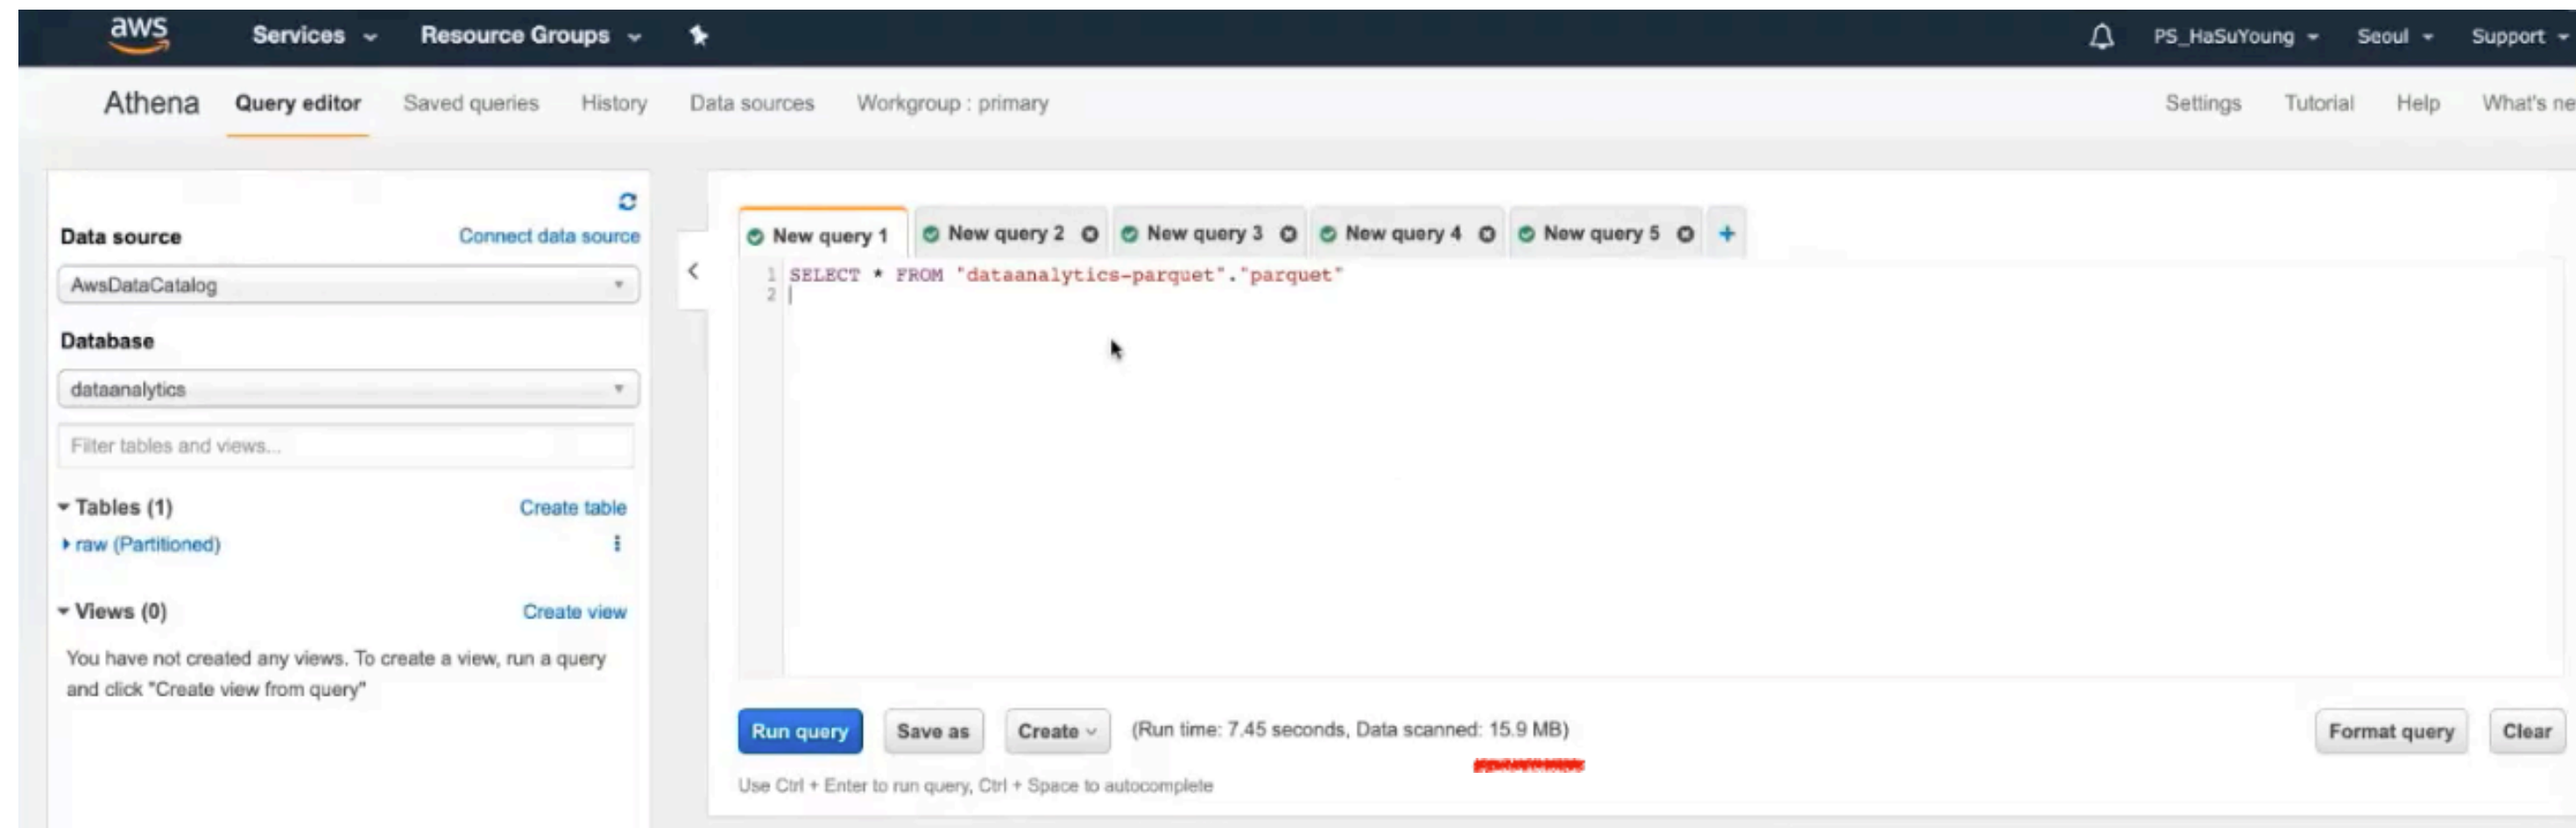 aws Services Resource Groups PS_HaSuYoung Seoul Support
Athena Query editor Saved queries History Data sources Workgroup : primary Settings Tutorial Help What's ne
Data source Connect data source
AwsDataCatalog
Database
dataanalytics
Filter tables and views...
Tables (1) Create table
raw (Partitioned)
Views (0) Create view
You have not created any views. To create a view, run a query
and click "Create view from query"
New query 1 New query 2 New query 3 New query 4 New query 5
1 SELECT * FROM "dataanalytics-parquet"."parquet"
2
Run query Save as Create (Run time: 7.45 seconds, Data scanned: 15.9 MB) Format query Clear
Use Ctrl + Enter to run query, Ctrl + Space to autocomplete